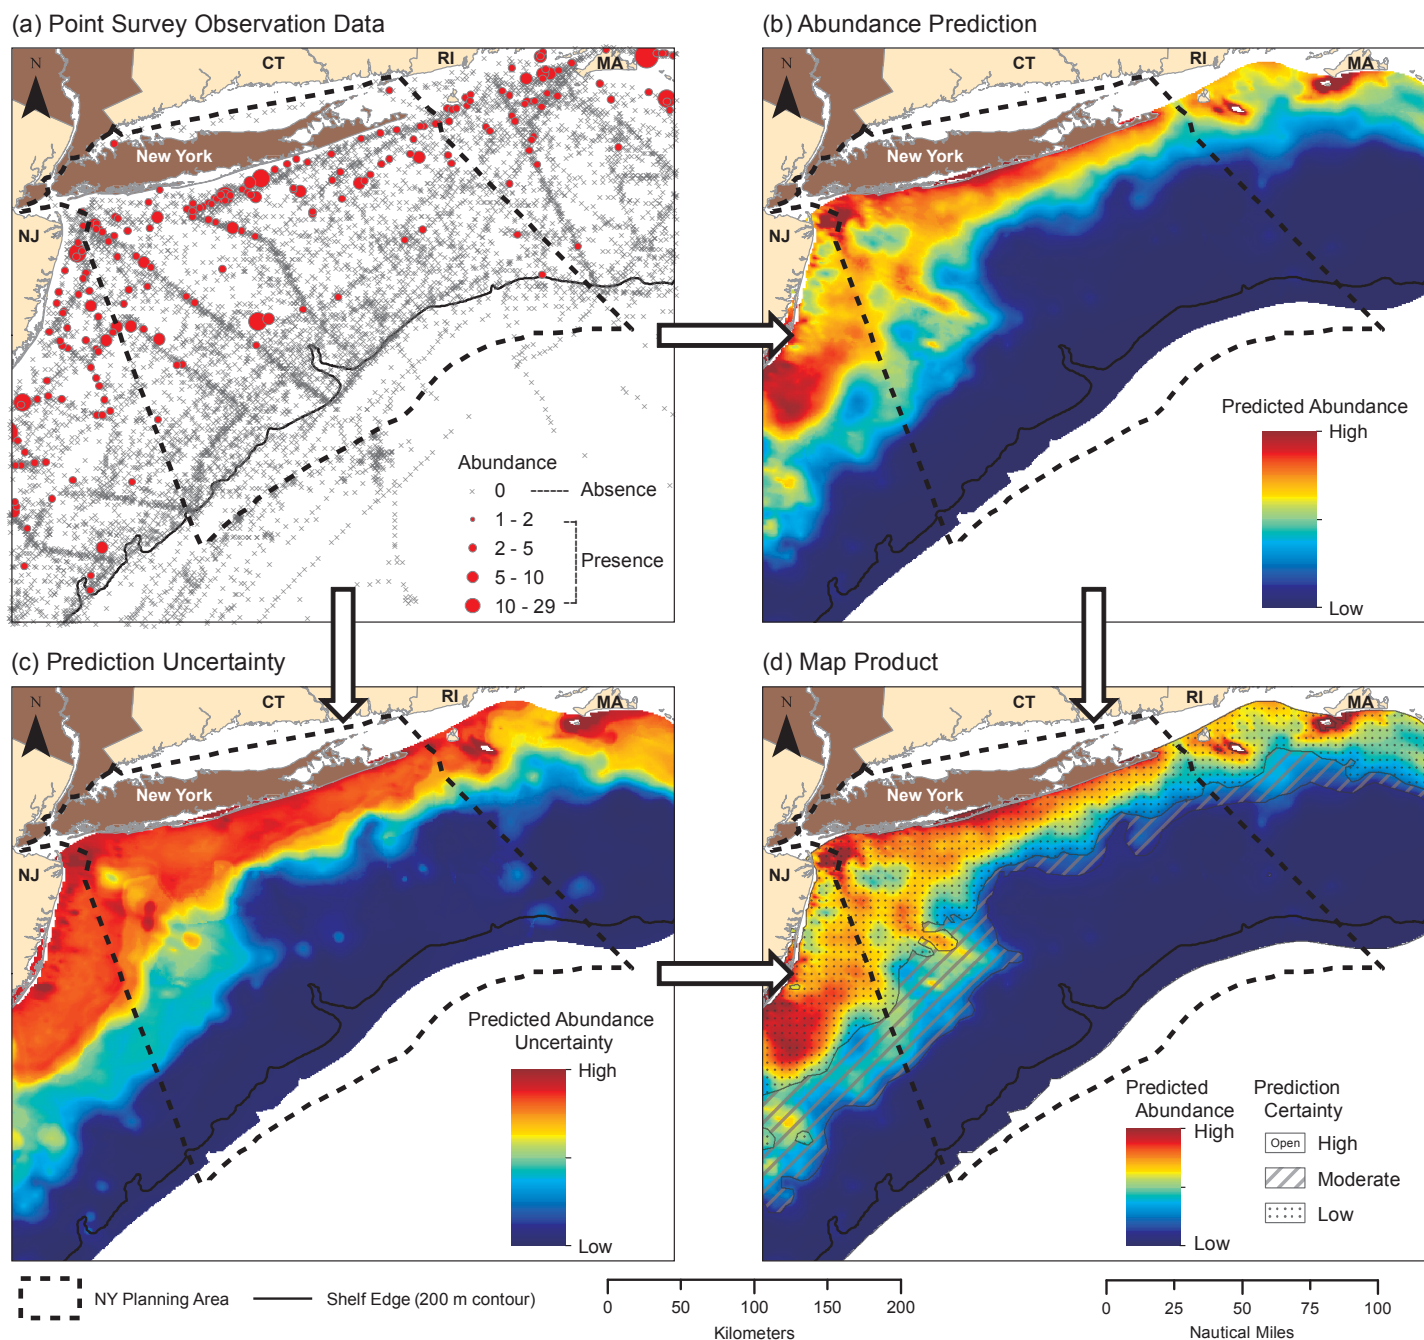 (a) Point Survey Observation Data
N
CT
RI
MA
New York
NJ
Abundance
0 Absence
1 - 2
2 - 5
Presence
5 - 10
10 - 29
(b) Abundance Prediction
N
CT
RI
MA
New York
NJ
Predicted Abundance
High
Low
(c) Prediction Uncertainty
N
CT
RI
MA
New York
NJ
Predicted Abundance
Uncertainty
High
Low
(d) Map Product
N
CT
RI
MA
New York
NJ
Predicted
Abundance
High
Low
Prediction
Certainty
Open High
Moderate
Low
NY Planning Area
Shelf Edge (200 m contour)
0 50 100 150 200
Kilometers
0 25 50 75 100
Nautical Miles